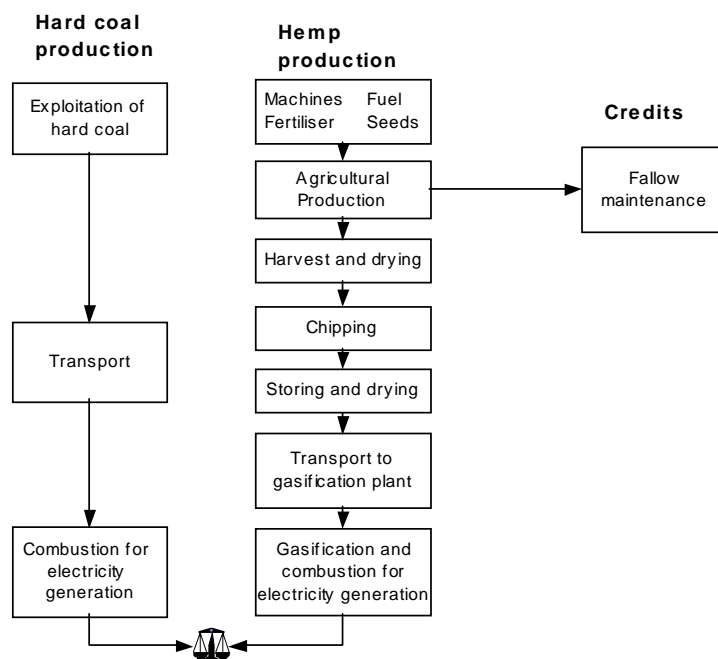 Hard coal
production
Exploitation of
hard coal
Transport
Combustion for
electricity
generation
Hemp
production
Machines Fuel
Fertiliser Seeds
Agricultural
Production
Harvest and drying
Chipping
Storing and drying
Transport to
gasification plant
Gasification and
combustion for
electricity generation
Credits
Fallow
maintenance